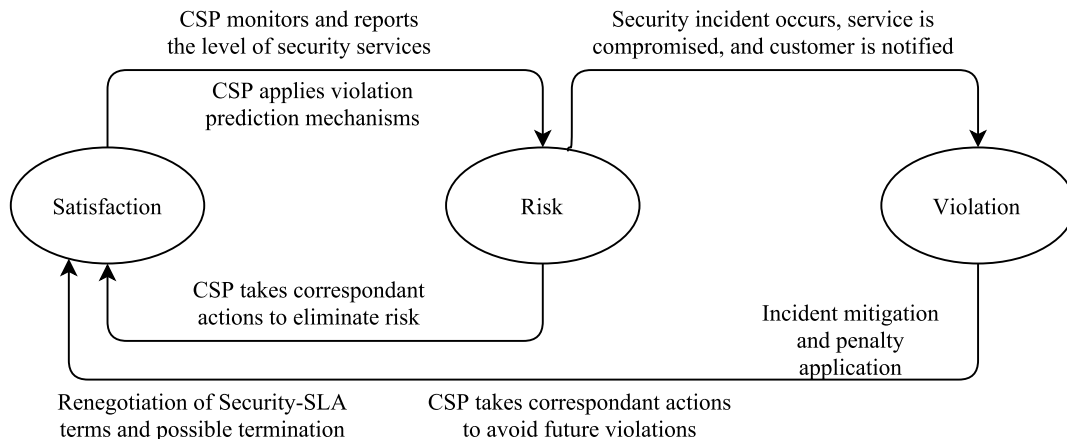 CSP monitors and reports
the level of security services
Security incident occurs, service is
compromised, and customer is notified
CSP applies violation
prediction mechanisms
Satisfaction
Risk
Violation
CSP takes correspondant
actions to eliminate risk
Incident mitigation
and penalty
application
Renegotiation of Security-SLA
terms and possible termination
CSP takes correspondant actions
to avoid future violations